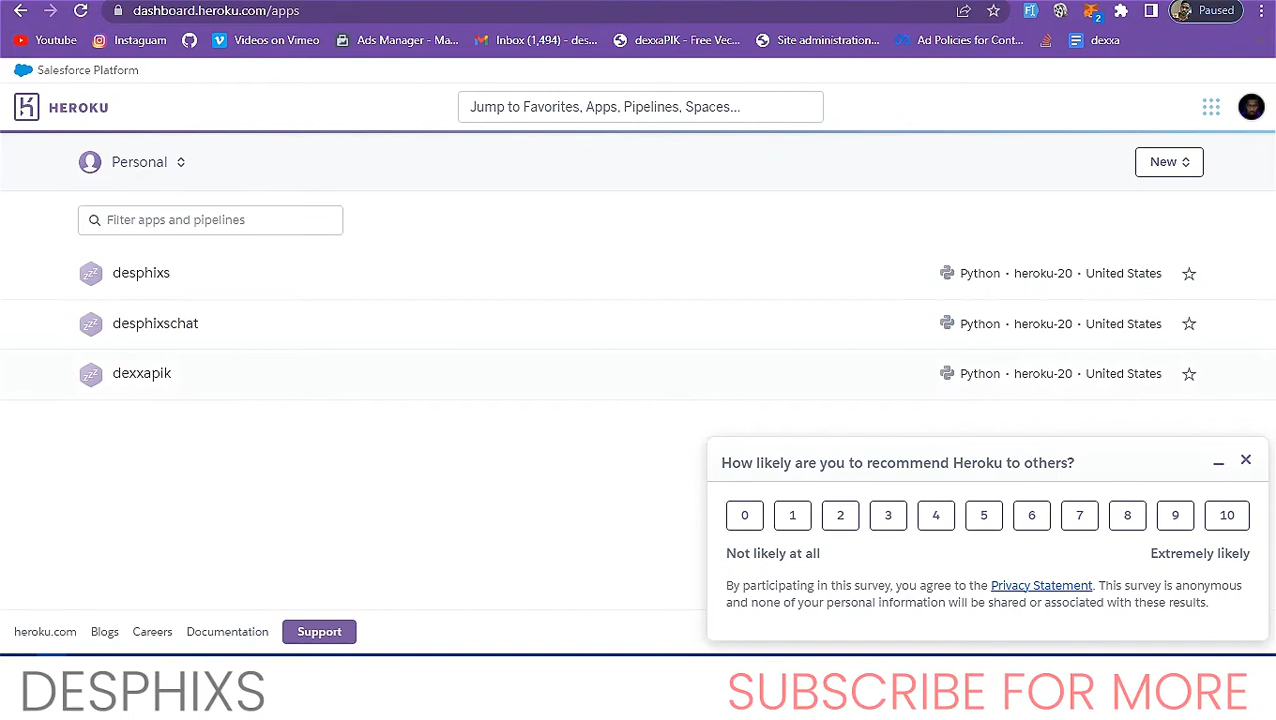 dashboard.heroku.com/apps
Paused
Youtube
Instaguam
Videos on Vimeo
Ads Manager - Ma...
Inbox (1,494) - des...
dexxaPIK - Free Vec...
Site administration...
Ad Policies for Cont...
dexxa
2
Salesforce Platform
HEROKU
Jump to Favorites, Apps, Pipelines, Spaces...
Personal
New
Filter apps and pipelines
desphixs
Python · heroku-20 · United States
desphixschat
Python · heroku-20 · United States
dexxapik
Python · heroku-20 · United States
How likely are you to recommend Heroku to others?
0 1 2 3 4 5 6 7 8 9 10
Not likely at all
Extremely likely
By participating in this survey, you agree to the Privacy Statement. This survey is anonymous
and none of your personal information will be shared or associated with these results.
heroku.com Blogs Careers Documentation Support
DESPHIXS
SUBSCRIBE FOR MORE